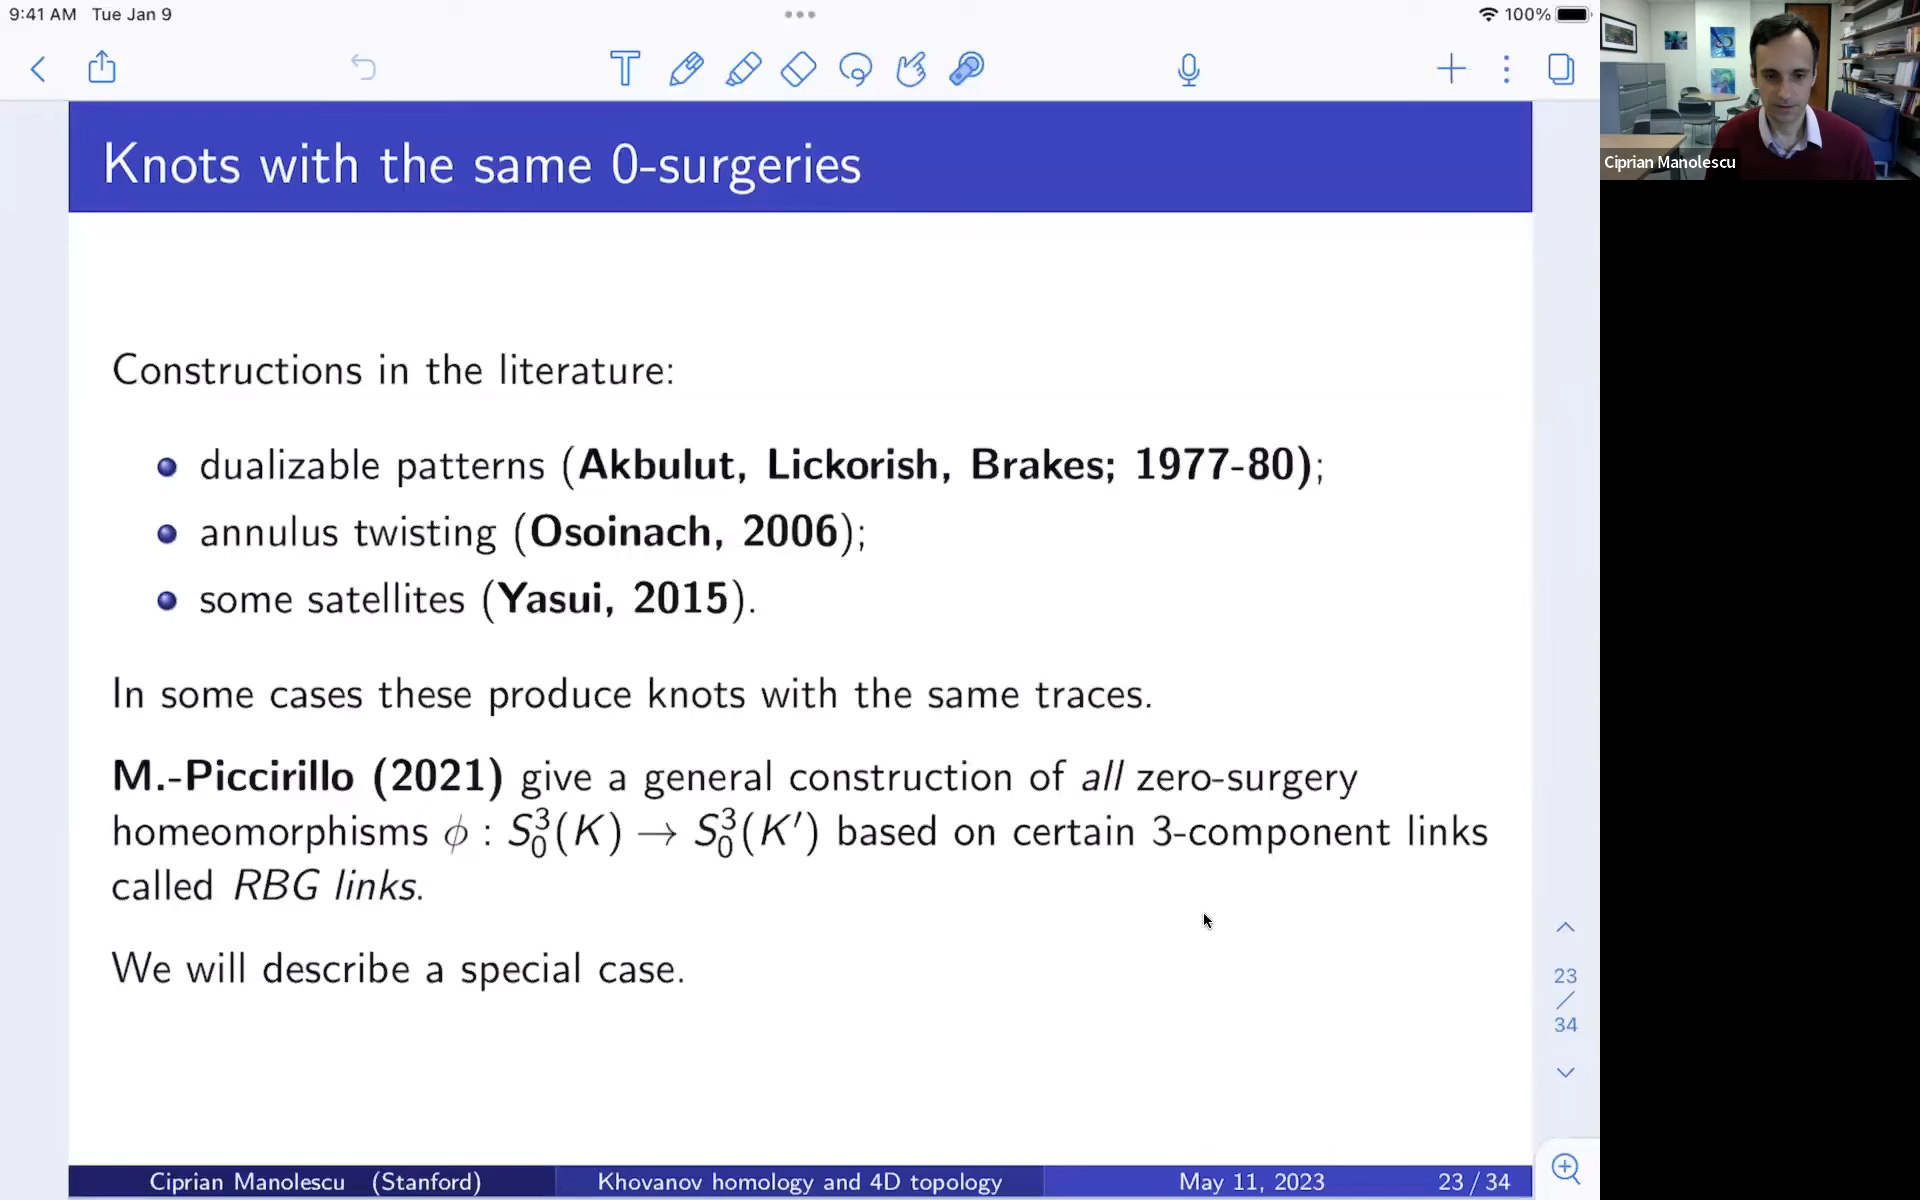 9:41 AM Tue Jan 9
100%
Ciprian Manolescu
Knots with the same 0-surgeries
Constructions in the literature:
dualizable patterns (Akbulut, Lickorish, Brakes; 1977-80);
annulus twisting (Osoinach, 2006);
some satellites (Yasui, 2015).
In some cases these produce knots with the same traces.
M.-Piccirillo (2021) give a general construction of all zero-surgery
homeomorphisms ϕ : S³₀(K) → S³₀(K′) based on certain 3-component links
called RBG links.
We will describe a special case.
23
/
34
Ciprian Manolescu (Stanford) Khovanov homology and 4D topology May 11, 2023 23 / 34